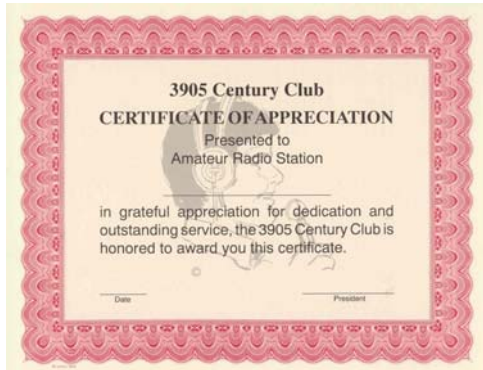 3905 Century Club
CERTIFICATE OF APPRECIATION
Presented to
Amateur Radio Station
in grateful appreciation for dedication and
outstanding service, the 3905 Century Club is
honored to award you this certificate.
©
Date
President